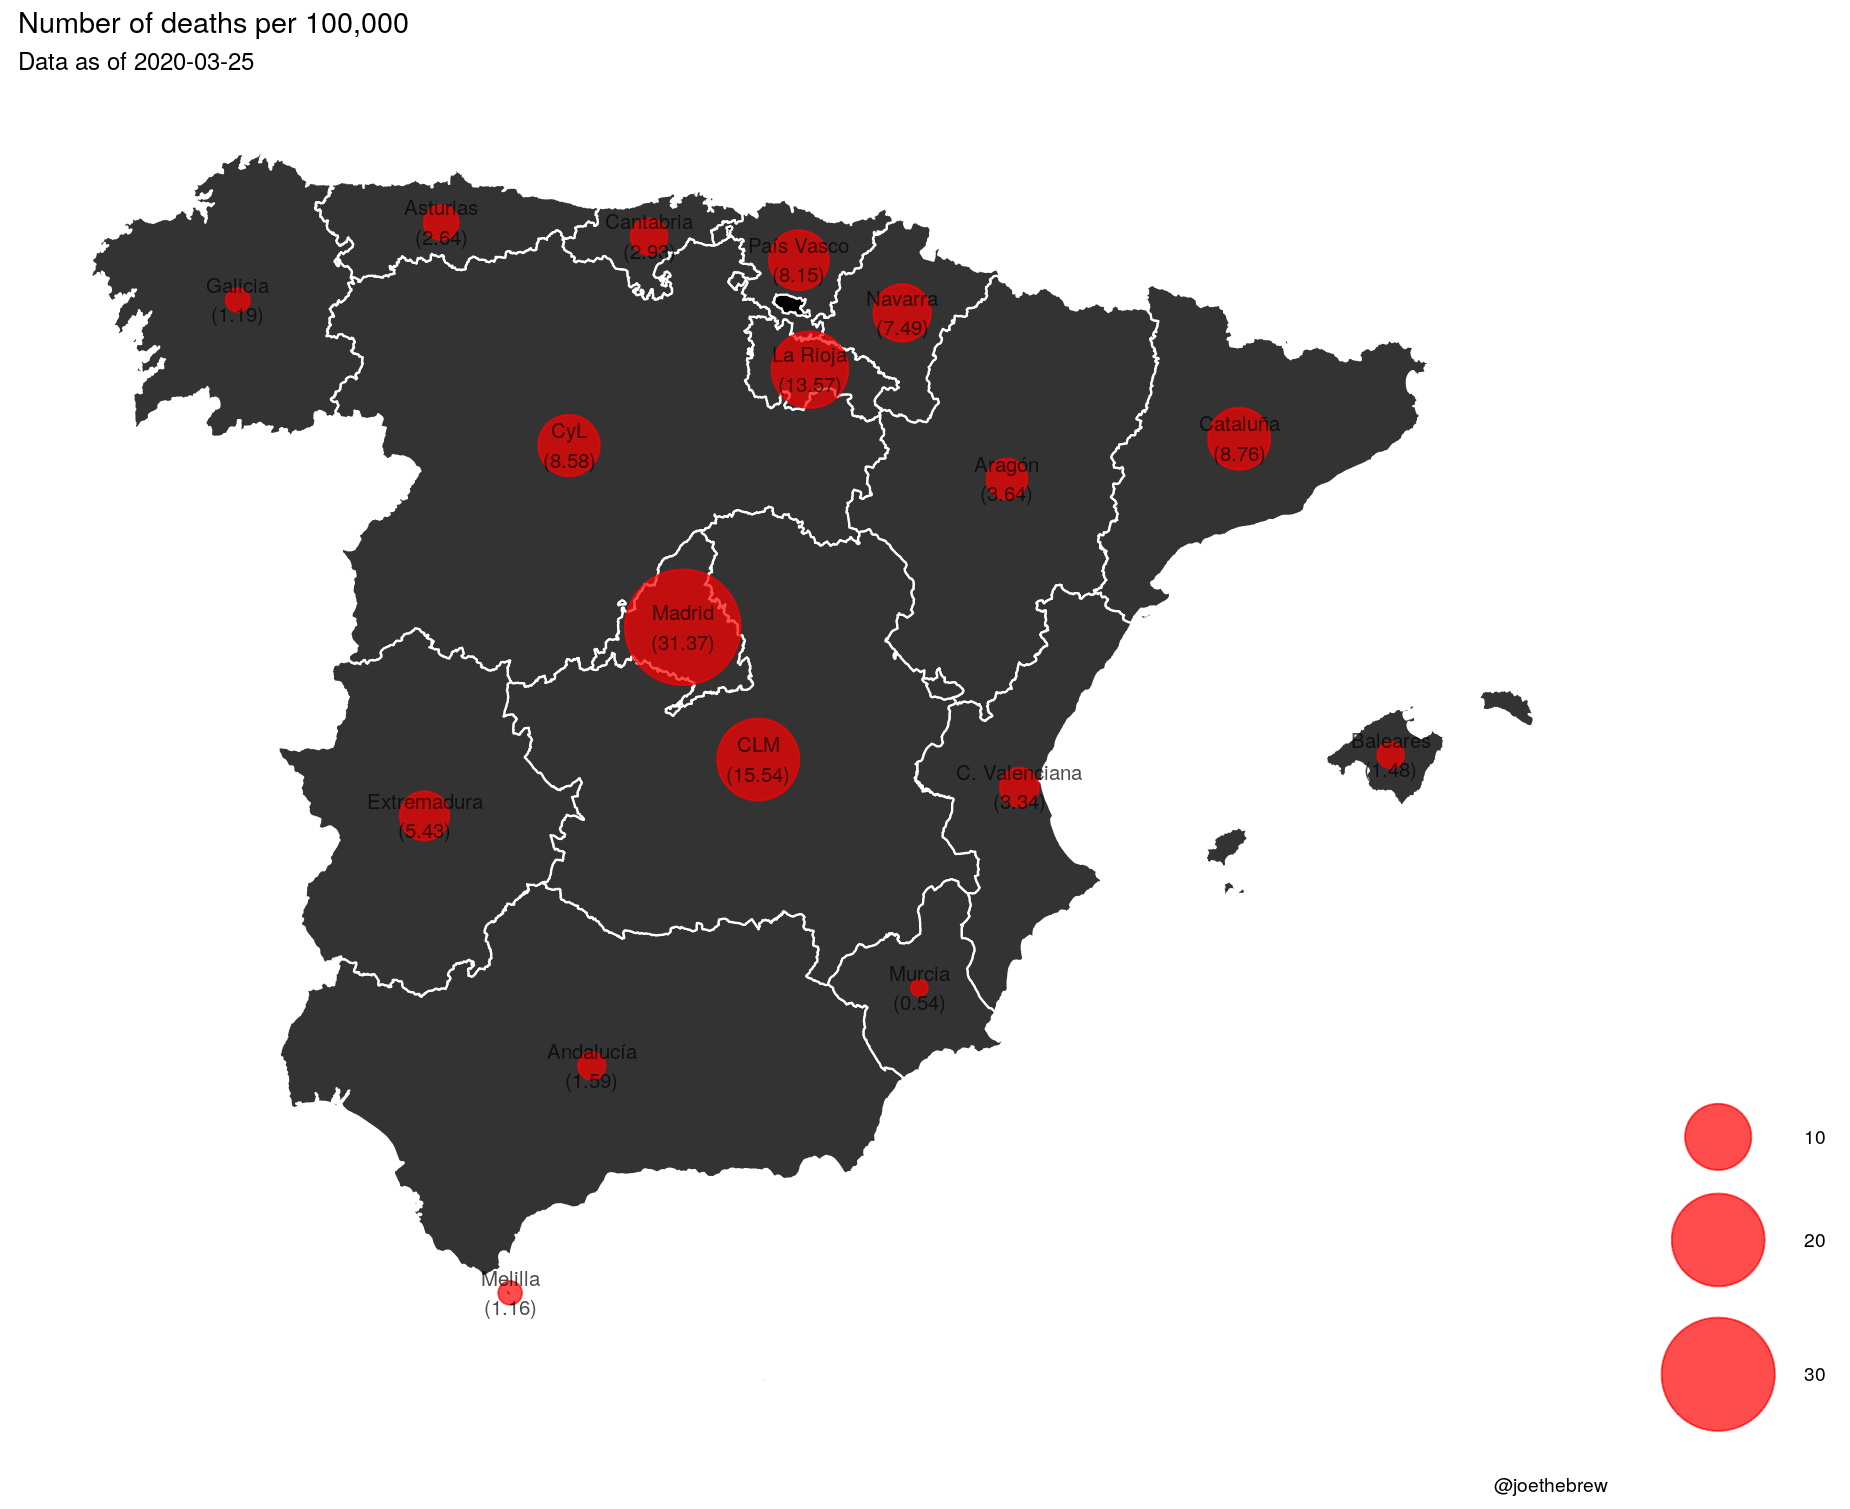 Number of deaths per 100,000
Data as of 2020-03-25
Asturias
(2.64)
Cantabria
(2.93)
País Vasco
(8.15)
Galicia
(1.19)
Navarra
(7.49)
La Rioja
(13.57)
CyL
(8.58)
Cataluña
(8.76)
Aragón
(3.64)
Madrid
(31.37)
CLM
(15.54)
Baleares
(1.48)
C. Valenciana
(3.34)
Extremadura
(5.43)
Murcia
(0.54)
Andalucía
(1.59)
Melilla
(1.16)
10
20
30
@joethebrew